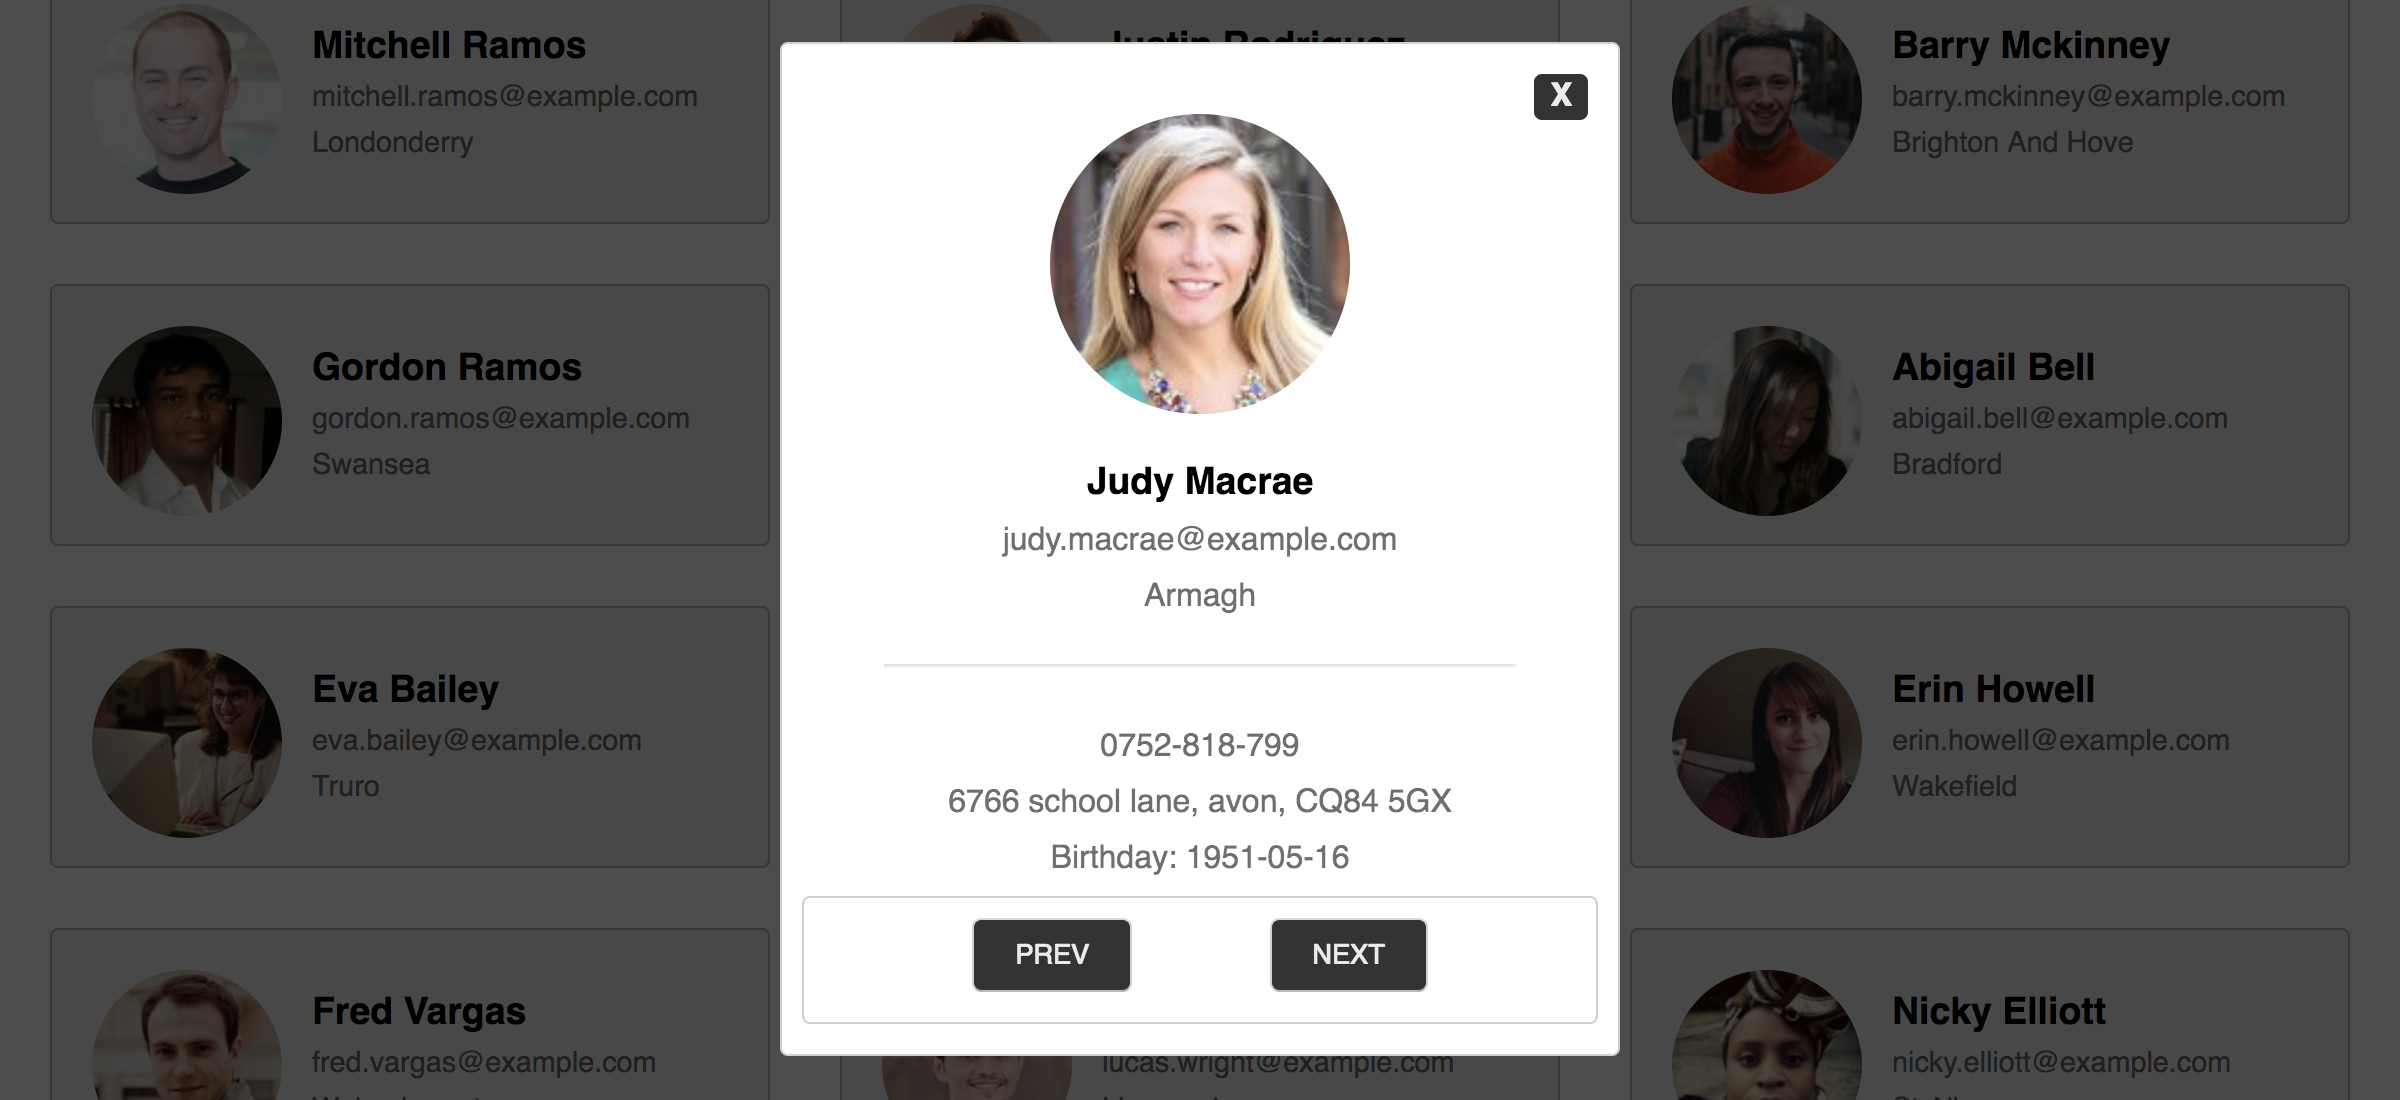 Mitchell Ramos
mitchell.ramos@example.com
Londonderry
Barry Mckinney
barry.mckinney@example.com
Brighton And Hove
Gordon Ramos
gordon.ramos@example.com
Swansea
Abigail Bell
abigail.bell@example.com
Bradford
Eva Bailey
eva.bailey@example.com
Truro
Erin Howell
erin.howell@example.com
Wakefield
Fred Vargas
fred.vargas@example.com
Justin Rodriguez
lucas.wright@example.com
Nicky Elliott
nicky.elliott@example.com
X
Judy Macrae
judy.macrae@example.com
Armagh
0752-818-799
6766 school lane, avon, CQ84 5GX
Birthday: 1951-05-16
PREV
NEXT